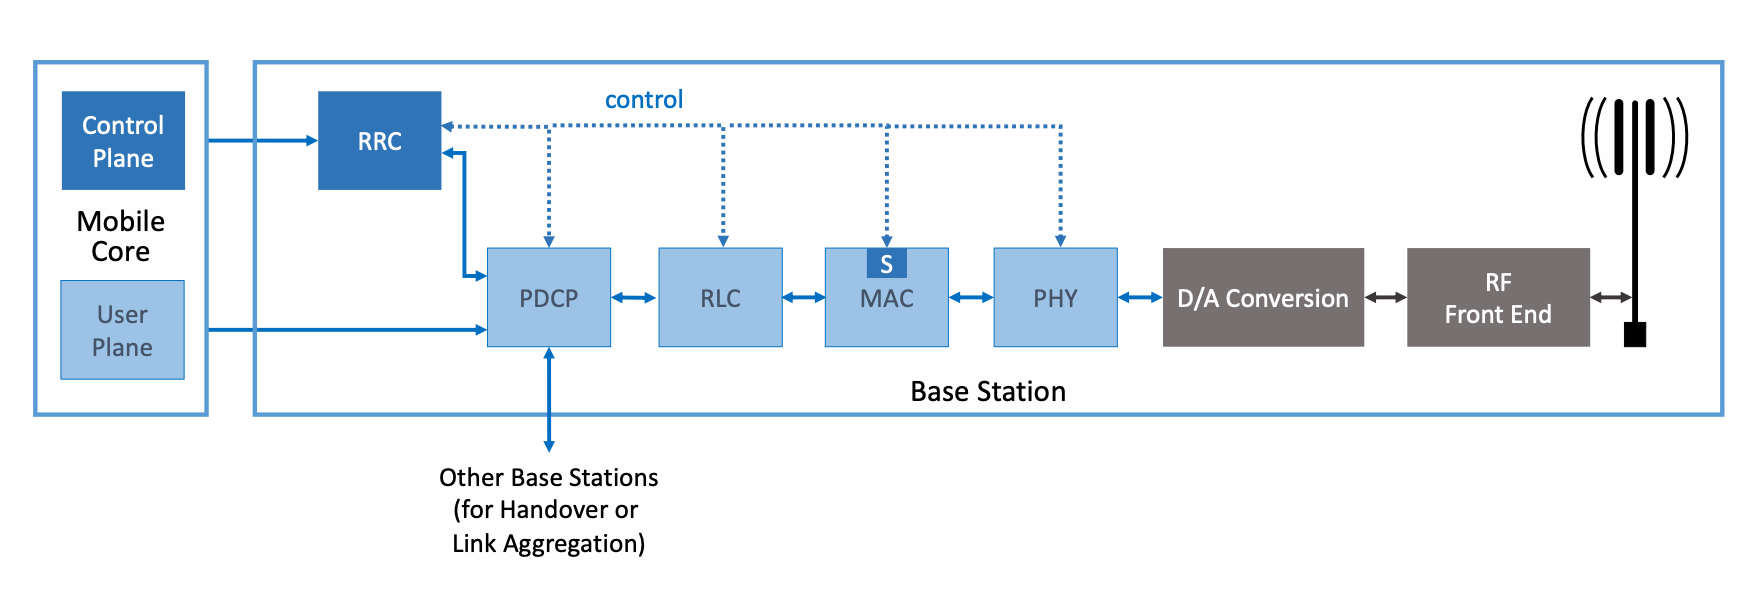 Control
Plane
Mobile
Core
User
Plane
RRC
control
PDCP
RLC
S
MAC
PHY
D/A Conversion
RF
Front End
Base Station
Other Base Stations
(for Handover or
Link Aggregation)